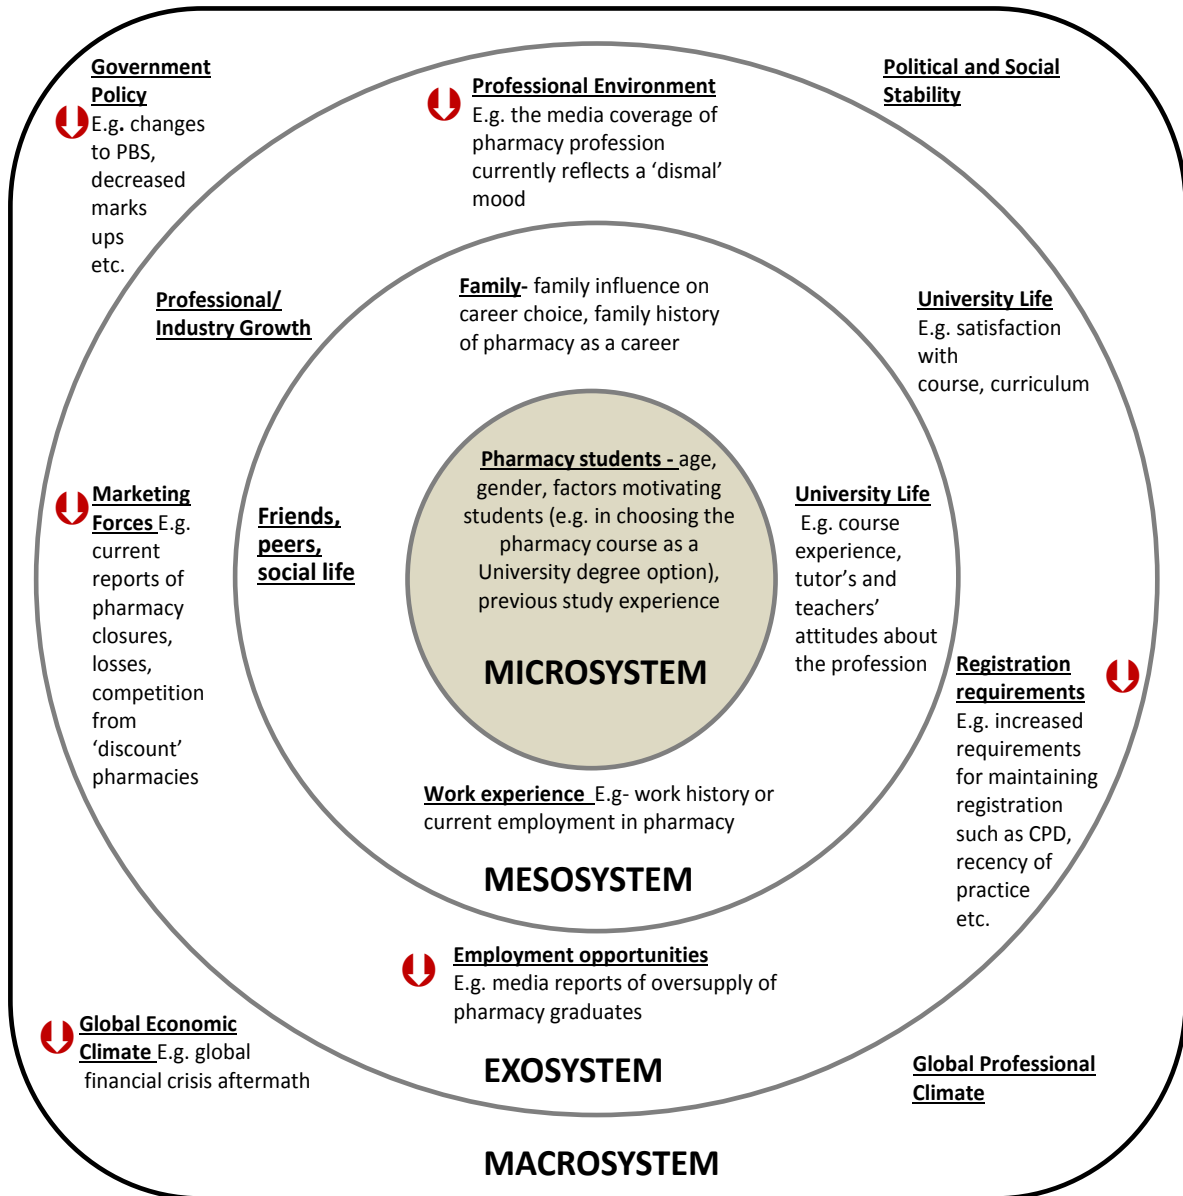 Government
Policy
E.g. changes
to PBS,
decreased
marks
ups
etc.
Professional Environment
E.g. the media coverage of
pharmacy profession
currently reflects a ‘dismal’
mood
Political and Social
Stability
Professional/
Industry Growth
Family- family influence on
career choice, family history
of pharmacy as a career
University Life
E.g. satisfaction
with
course, curriculum
Marketing
Forces E.g.
current
reports of
pharmacy
closures,
losses,
competition
from
‘discount’
pharmacies
Friends,
peers,
social life
Pharmacy students - age,
gender, factors motivating
students (e.g. in choosing the
pharmacy course as a
University degree option),
previous study experience
MICROSYSTEM
University Life
E.g. course
experience,
tutor’s and
teachers’
attitudes about
the profession
Registration
requirements
E.g. increased
requirements
for maintaining
registration
such as CPD,
recency of
practice
etc.
Work experience E.g- work history or
current employment in pharmacy
MESOSYSTEM
Employment opportunities
E.g. media reports of oversupply of
pharmacy graduates
EXOSYSTEM
Global Economic
Climate E.g. global
financial crisis aftermath
Global Professional
Climate
MACROSYSTEM